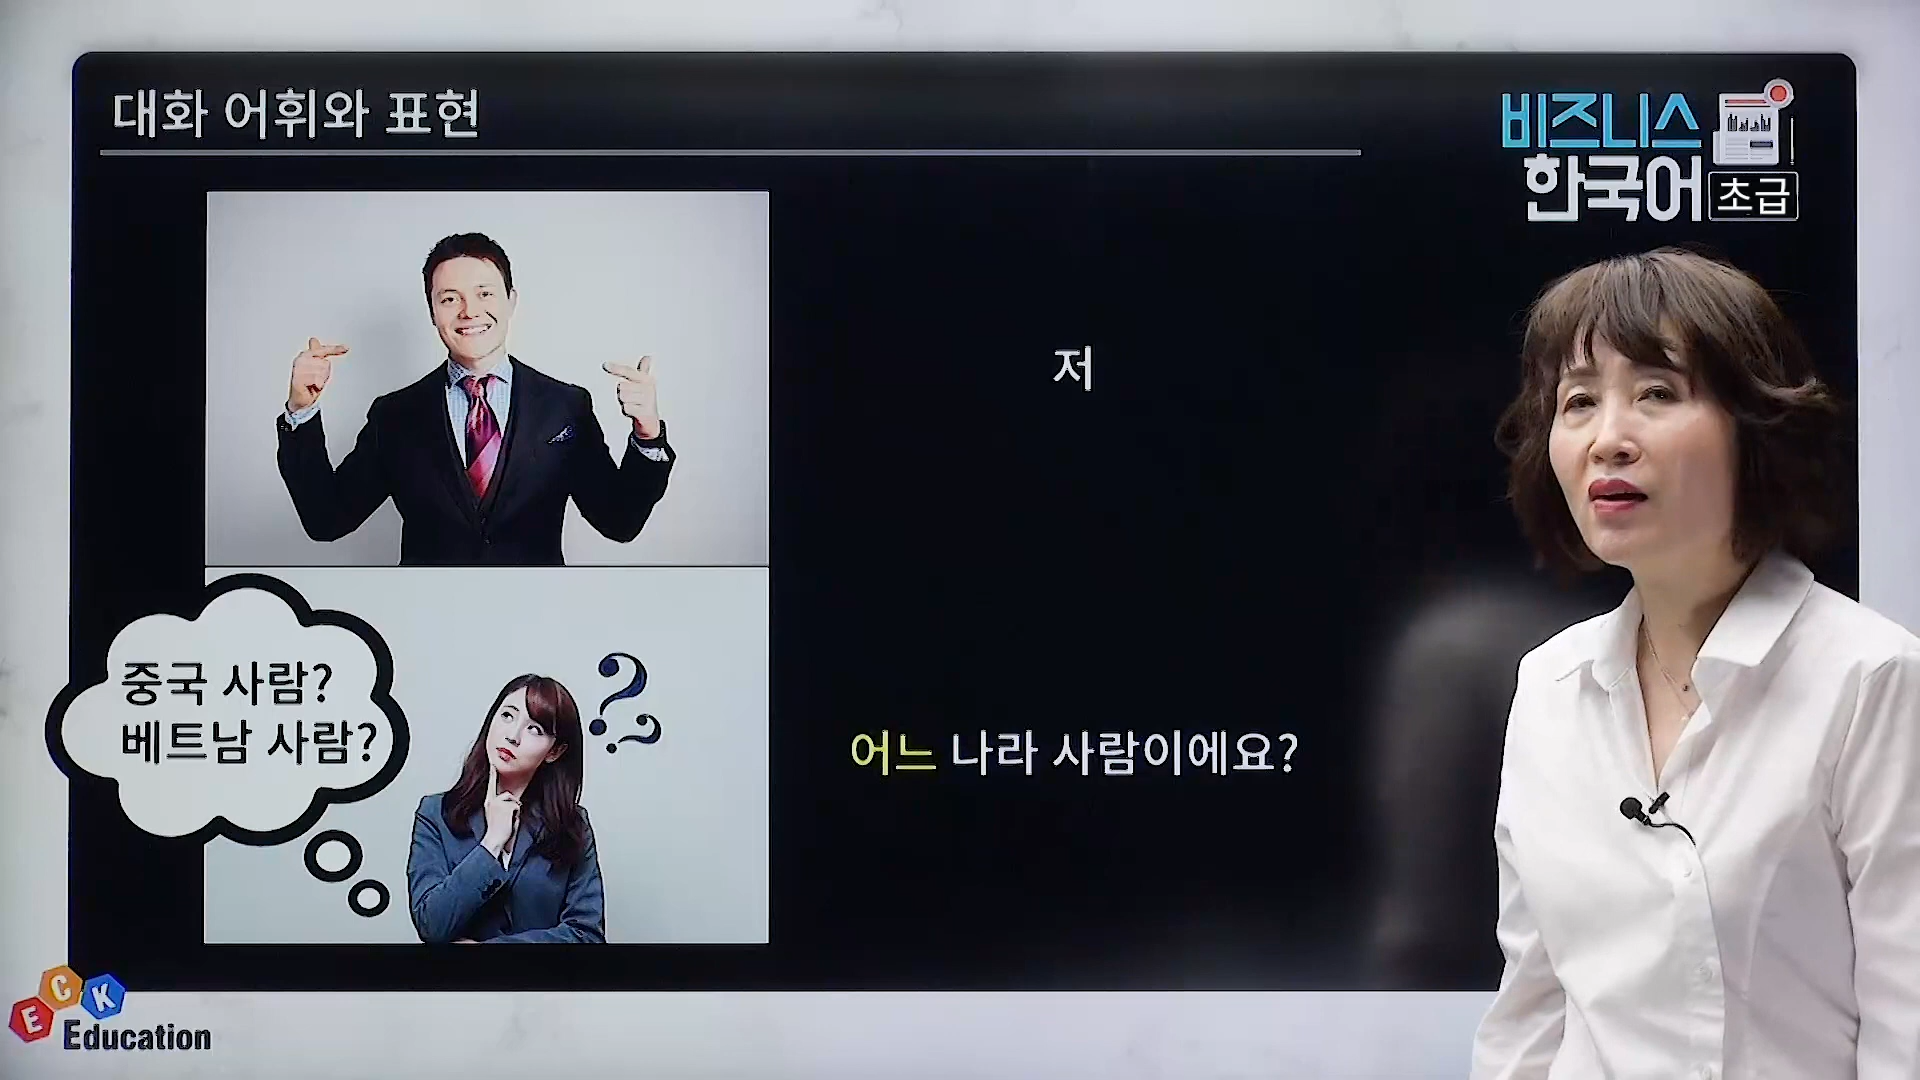 대화 어휘와 표현
비즈니스
한국어 초급
저
중국 사람?
베트남 사람?
어느 나라 사람이에요?
ECK
Education